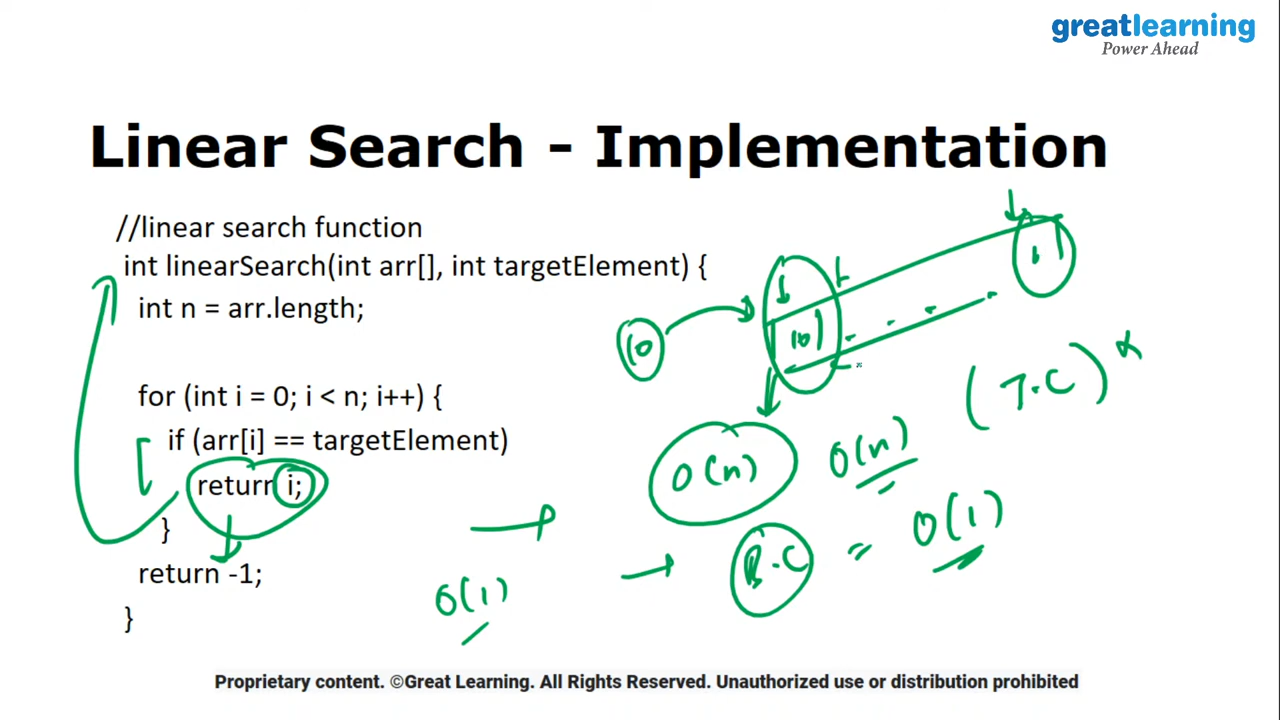 greatlearning
Power Ahead
Linear Search - Implementation
//linear search function
int linearSearch(int arr[], int targetElement) {
int n = arr.length;
for (int i = 0; i < n; i++) {
if (arr[i] == targetElement)
return i;
}
return -1;
}
10
10
1
(T.C)
O(n)
O(n)
B.C = O(1)
O(1)
Proprietary content. ©Great Learning. All Rights Reserved. Unauthorized use or distribution prohibited